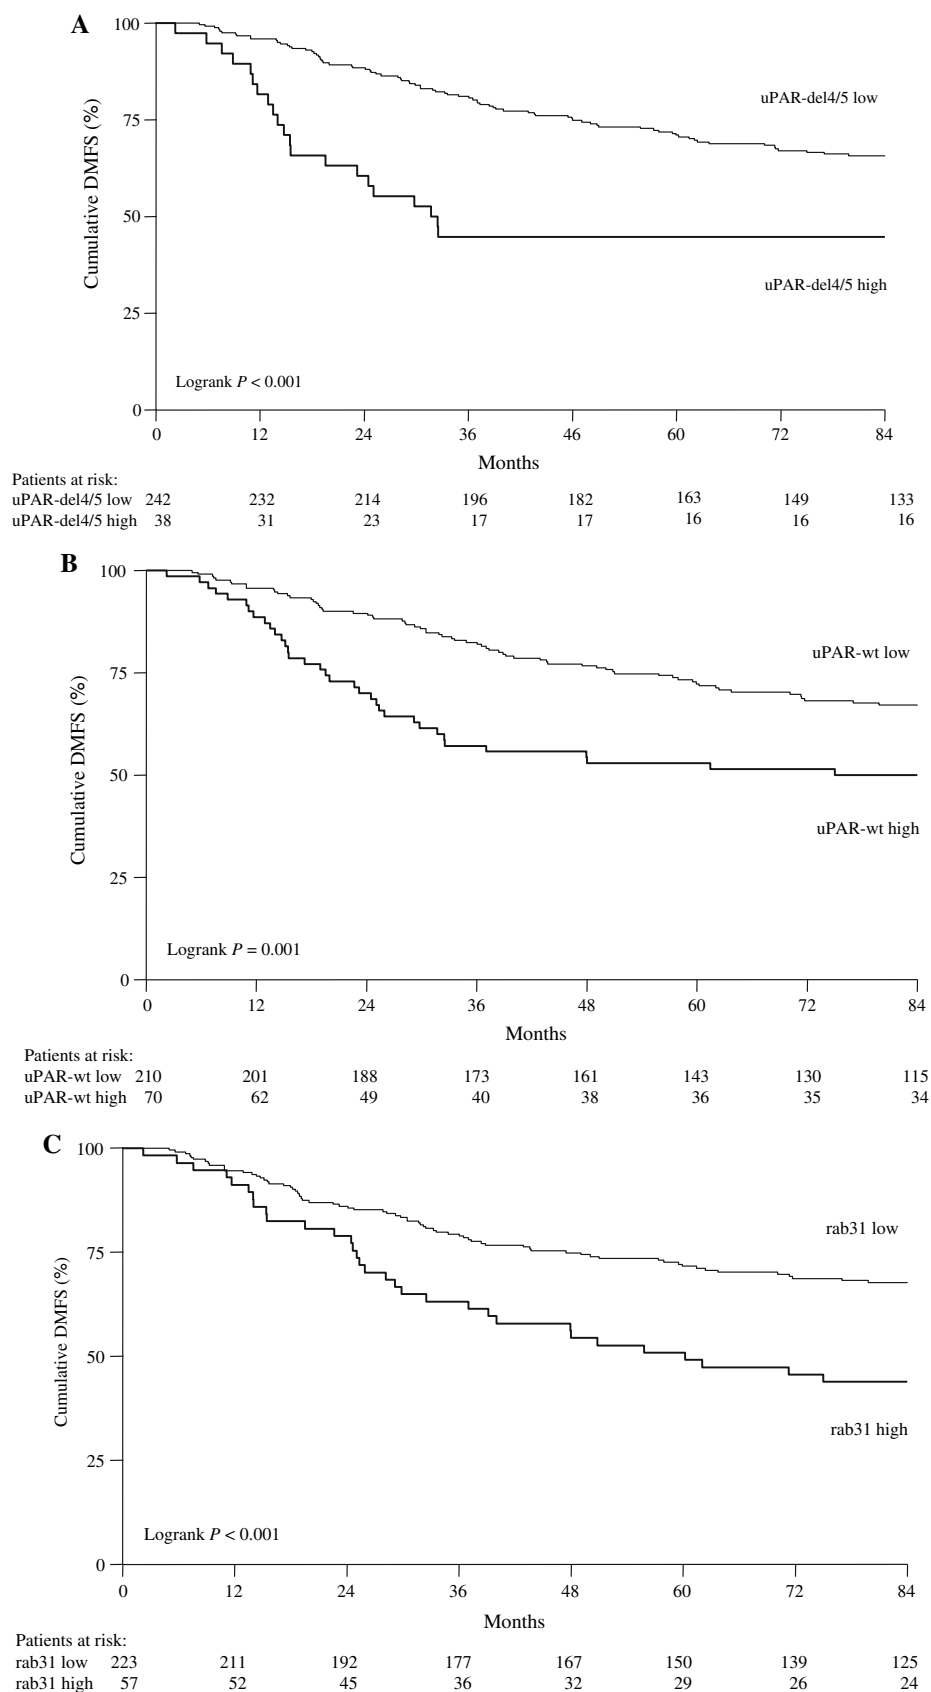 A
100
75
50
25
0
Cumulative DMFS (%)
uPAR-del4/5 low
uPAR-del4/5 high
Logrank P < 0.001
0 12 24 36 46 60 72 84
Months
Patients at risk:
uPAR-del4/5 low 242 232 214 196 182 163 149 133
uPAR-del4/5 high 38 31 23 17 17 16 16 16
B
100
75
50
25
0
Cumulative DMFS (%)
uPAR-wt low
uPAR-wt high
Logrank P = 0.001
0 12 24 36 48 60 72 84
Months
Patients at risk:
uPAR-wt low 210 201 188 173 161 143 130 115
uPAR-wt high 70 62 49 40 38 36 35 34
C
100
75
50
25
0
Cumulative DMFS (%)
rab31 low
rab31 high
Logrank P < 0.001
0 12 24 36 48 60 72 84
Months
Patients at risk:
rab31 low 223 211 192 177 167 150 139 125
rab31 high 57 52 45 36 32 29 26 24